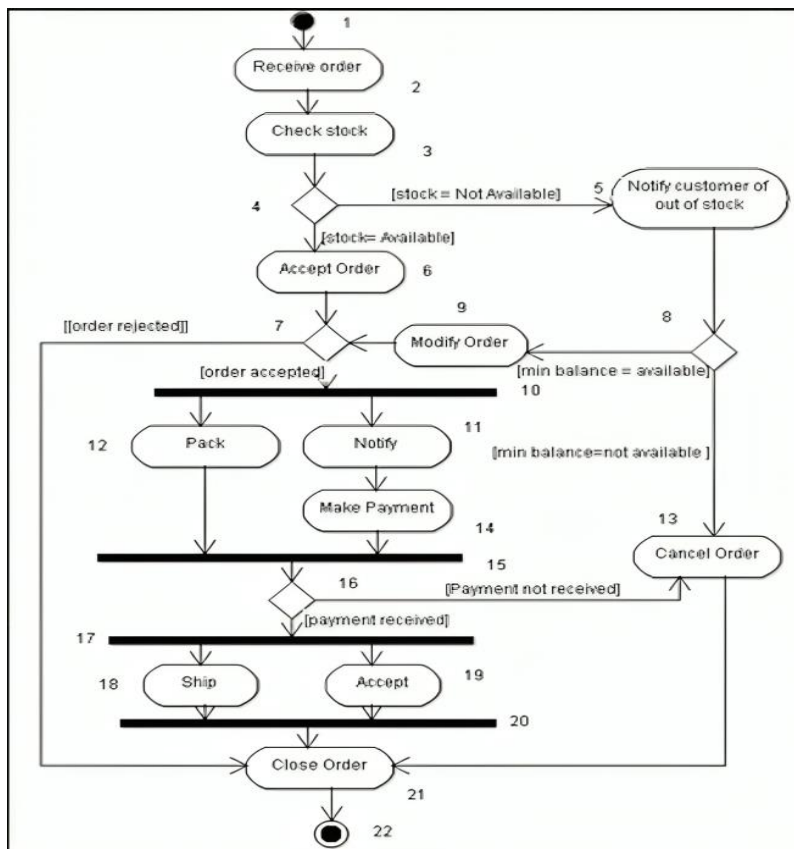 1
Receive order
2
Check stock
3
4
[stock = Not Available]
5
Notify customer of
out of stock
[stock= Available]
Accept Order
6
[[order rejected]]
7
9
Modify Order
8
[min balance = available]
[order accepted]
10
12
Pack
11
Notify
[min balance=not available ]
Make Payment
14
13
Cancel Order
15
16
[Payment not received]
[payment received]
17
18
Ship
Accept
19
20
Close Order
21
22